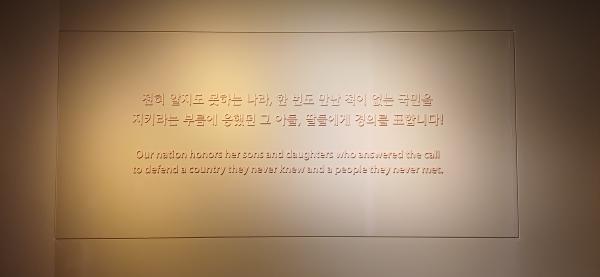 전혀 알지도 못하는 나라, 한 번도 만난 적이 없는 국민을
지키라는 부름에 응했던 그 아들, 딸들에게 경의를 표합니다!
Our nation honors her sons and daughters who answered the call
to defend a country they never knew and a people they never met.